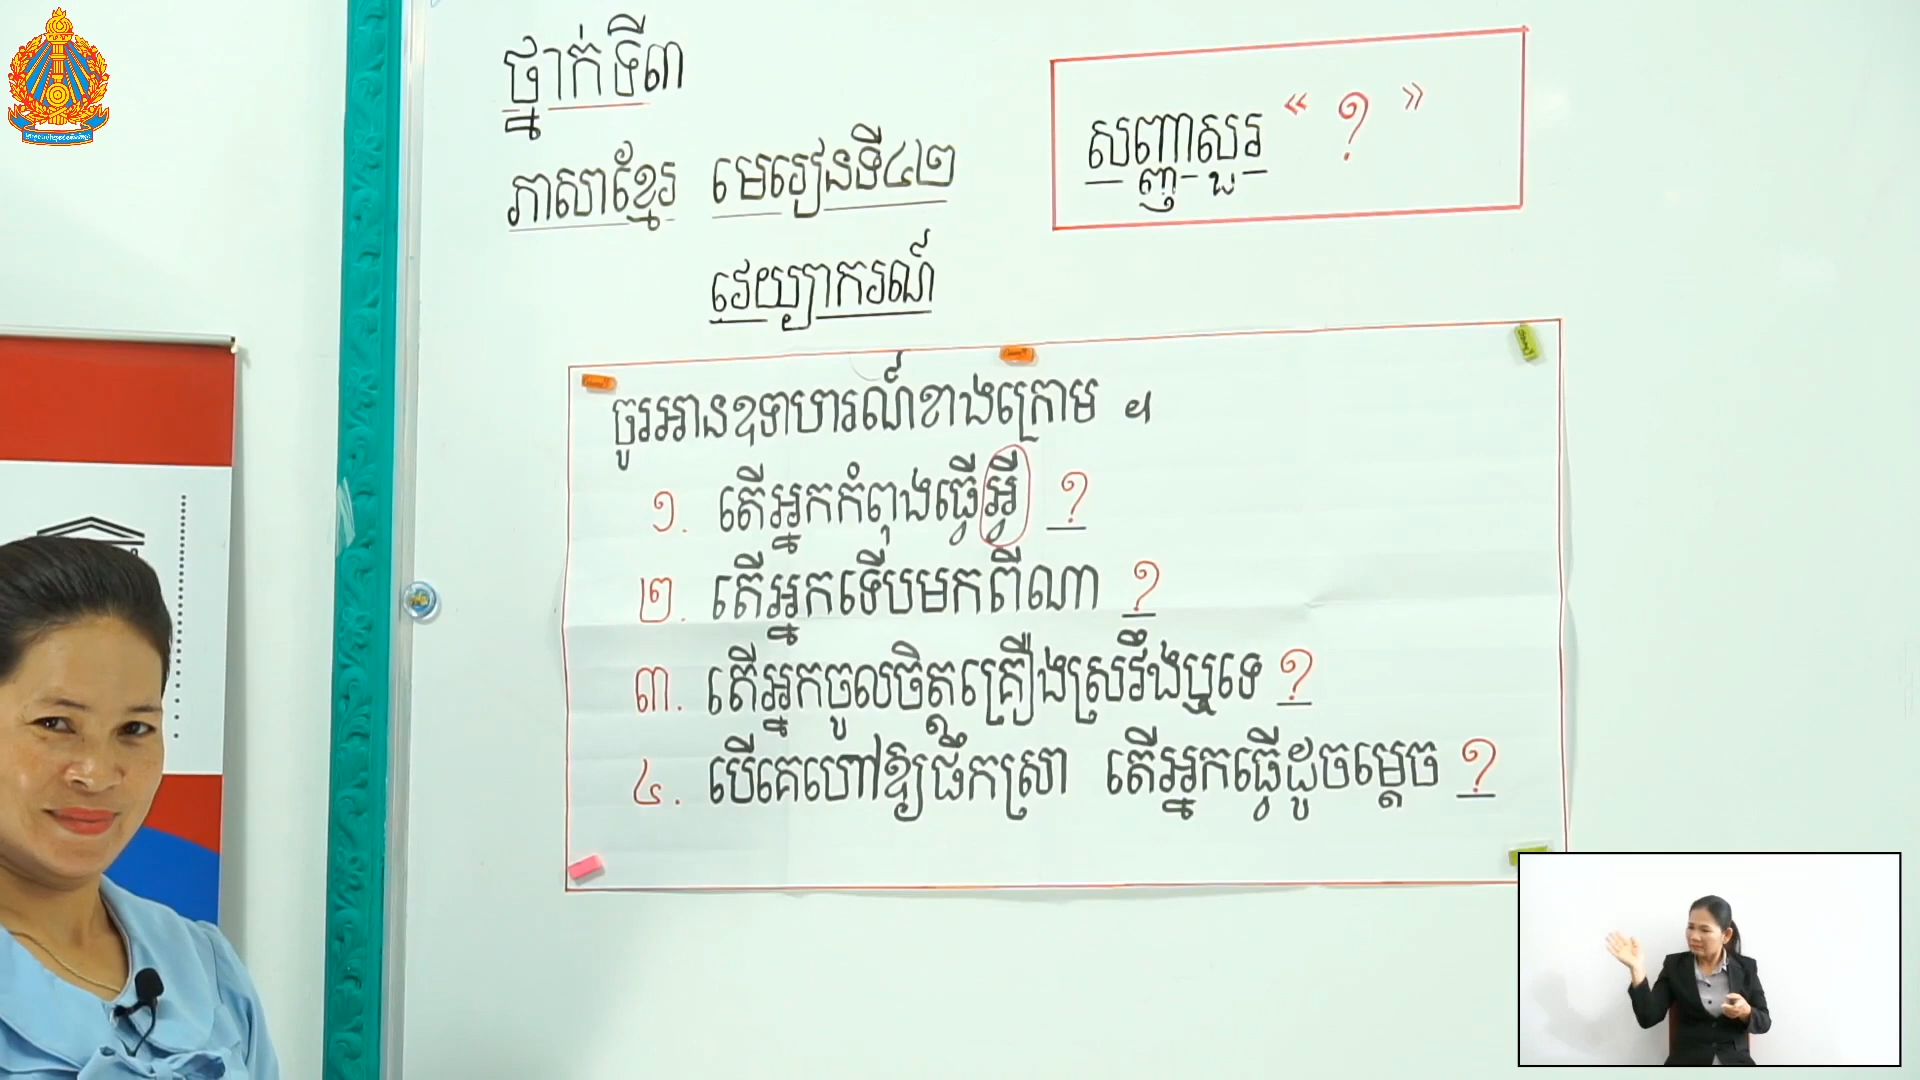 ថ្នាក់ទី៣
ភាសាខ្មែរ មេរៀនទី៤២
វេយ្យាករណ៍
សញ្ញាសួរ « ? »
ចូរអានឧទាហរណ៍ខាងក្រោម ។
១. តើអ្នកកំពុងធ្វើអ្វី ?
២. តើអ្នកទើបមកពីណា ?
៣. តើអ្នកចូលចិត្តគ្រឿងស្រវឹងឬទេ ?
៤. បើគេហៅឱ្យផឹកស្រា តើអ្នកធ្វើដូចម្ដេច ?